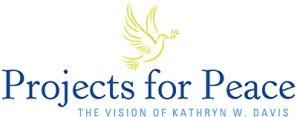 Projects for Peace
THE VISION OF KATHRYN W. DAVIS